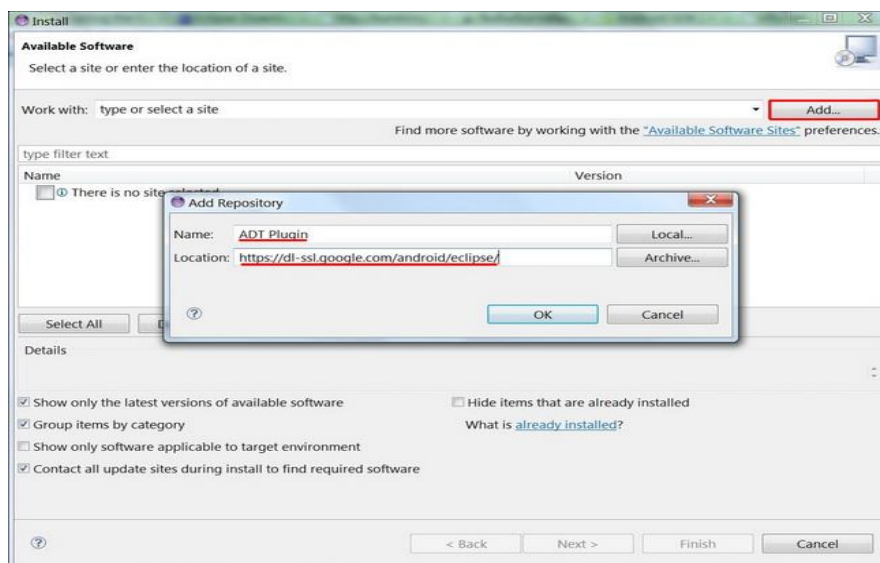 Install
Available Software
Select a site or enter the location of a site.
Work with: type or select a site
Add...
Find more software by working with the "Available Software Sites" preferences.
type filter text
Name Version
There is no site selected
Add Repository
Name: ADT Plugin Local...
Location: https://dl-ssl.google.com/android/eclipse/ Archive...
OK Cancel
Select All
Details
Show only the latest versions of available software
Hide items that are already installed
Group items by category
What is already installed?
Show only software applicable to target environment
Contact all update sites during install to find required software
< Back Next > Finish Cancel